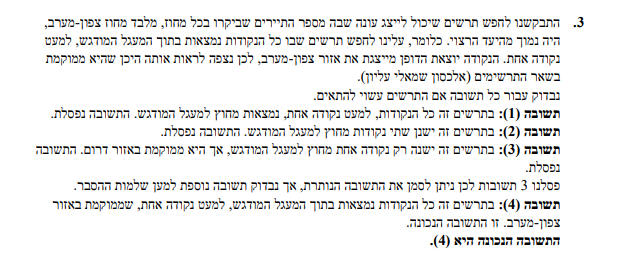 3. התבקשנו לחפש תרשים שיכול לייצג עונה שבה מספר התיירים שביקרו בכל מחוז, מלבד מחוז צפון-מערב,
היה נמוך מהיעד הרצוי. כלומר, עלינו לחפש תרשים שבו כל הנקודות נמצאות בתוך המעגל המודגש, למעט
נקודה אחת. הנקודה יוצאת הדופן מייצגת את אזור צפון-מערב, לכן נצפה לראות אותה היכן שהיא ממוקמת
בשאר התרשימים (אלכסון שמאלי עליון).
נבדוק עבור כל תשובה אם התרשים עשוי להתאים.
תשובה (1): בתרשים זה כל הנקודות, למעט נקודה אחת, נמצאות מחוץ למעגל המודגש. התשובה נפסלת.
תשובה (2): בתרשים זה ישנן שתי נקודות מחוץ למעגל המודגש. התשובה נפסלת.
תשובה (3): בתרשים זה ישנה רק נקודה אחת מחוץ למעגל המודגש, אך היא ממוקמת באזור דרום. התשובה
נפסלת.
פסלנו 3 תשובות לכן ניתן לסמן את התשובה הנותרת, אך נבדוק תשובה נוספת למען שלמות ההסבר.
תשובה (4): בתרשים זה כל הנקודות נמצאות בתוך המעגל המודגש, למעט נקודה אחת, שממוקמת באזור
צפון-מערב. זו התשובה הנכונה.
התשובה הנכונה היא (4).